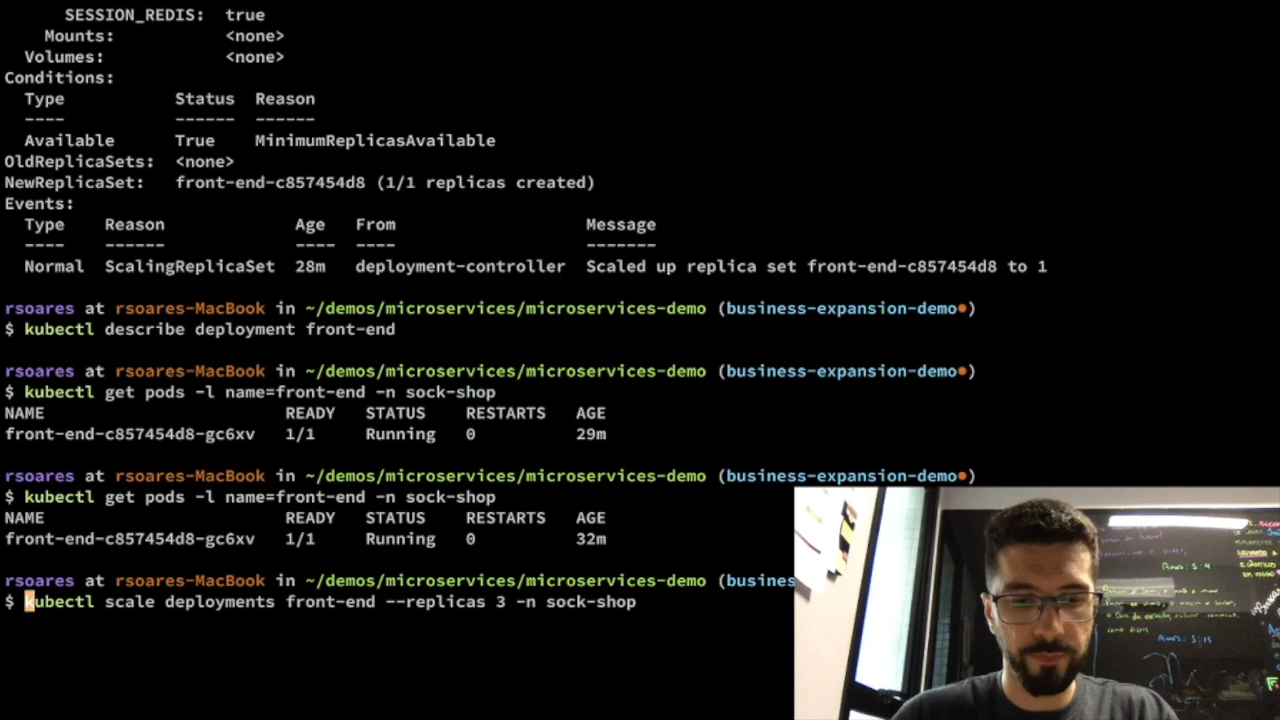 SESSION_REDIS: true
Mounts: <none>
Volumes: <none>
Conditions:
Type Status Reason
---- ------ ------
Available True MinimumReplicasAvailable
OldReplicaSets: <none>
NewReplicaSet: front-end-c857454d8 (1/1 replicas created)
Events:
Type Reason Age From Message
---- ------ ---- ---- -------
Normal ScalingReplicaSet 28m deployment-controller Scaled up replica set front-end-c857454d8 to 1
rsoares at rsoares-MacBook in ~/demos/microservices/microservices-demo (business-expansion-demo●)
$ kubectl describe deployment front-end
rsoares at rsoares-MacBook in ~/demos/microservices/microservices-demo (business-expansion-demo●)
$ kubectl get pods -l name=front-end -n sock-shop
NAME READY STATUS RESTARTS AGE
front-end-c857454d8-gc6xv 1/1 Running 0 29m
rsoares at rsoares-MacBook in ~/demos/microservices/microservices-demo (business-expansion-demo●)
$ kubectl get pods -l name=front-end -n sock-shop
NAME READY STATUS RESTARTS AGE
front-end-c857454d8-gc6xv 1/1 Running 0 32m
rsoares at rsoares-MacBook in ~/demos/microservices/microservices-demo (busines
$ kubectl scale deployments front-end --replicas 3 -n sock-shop